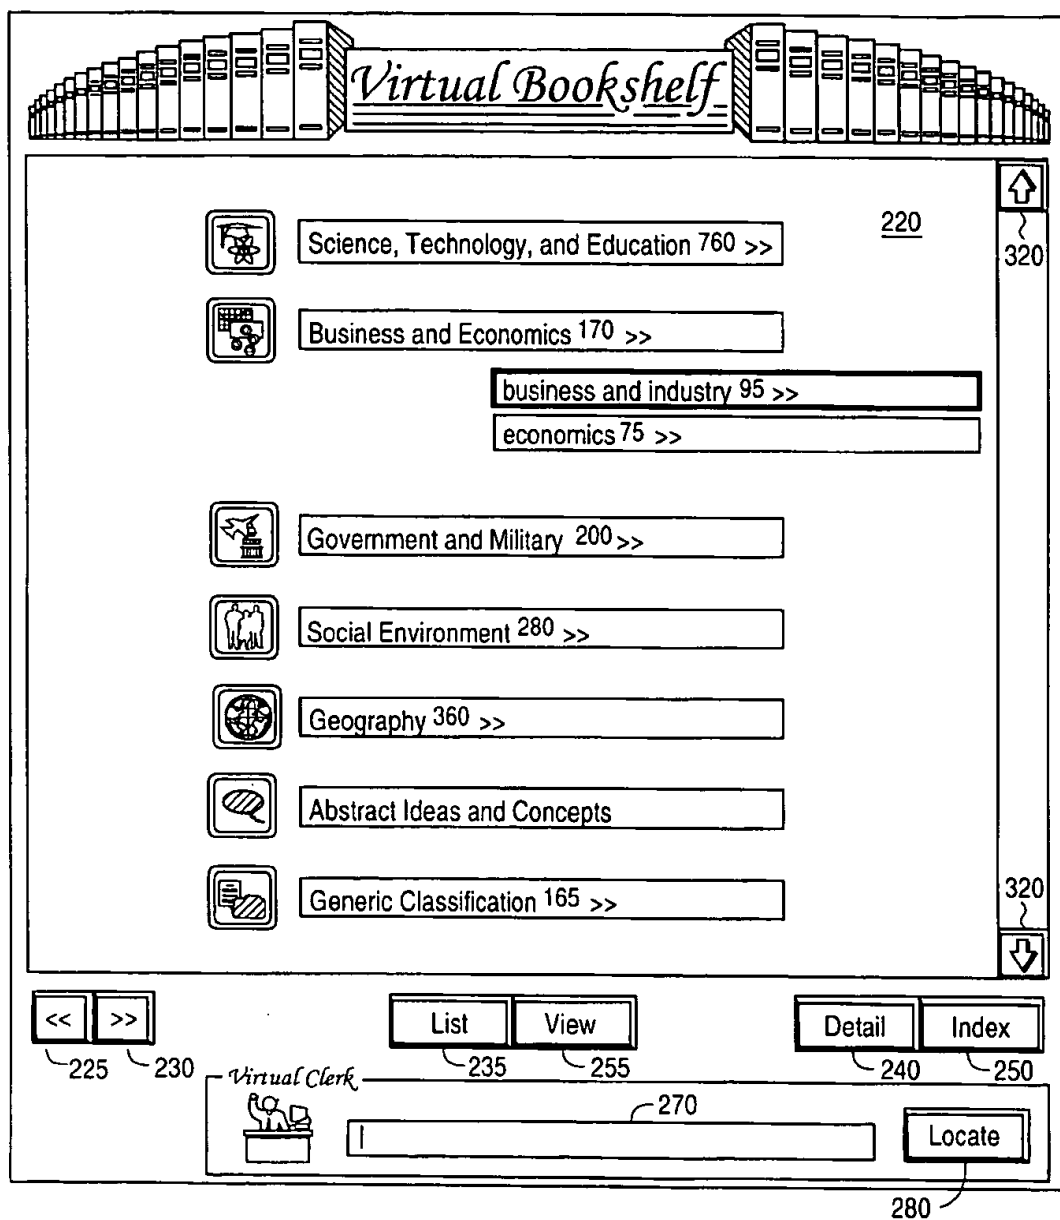 Virtual Bookshelf
220
320
Science, Technology, and Education 760 >>
Business and Economics 170 >>
business and industry 95 >>
economics 75 >>
Government and Military 200 >>
Social Environment 280 >>
Geography 360 >>
Abstract Ideas and Concepts
Generic Classification 165 >>
320
<< >> List View Detail Index
225 230 235 255 240 250
Virtual Clerk
270
Locate
280